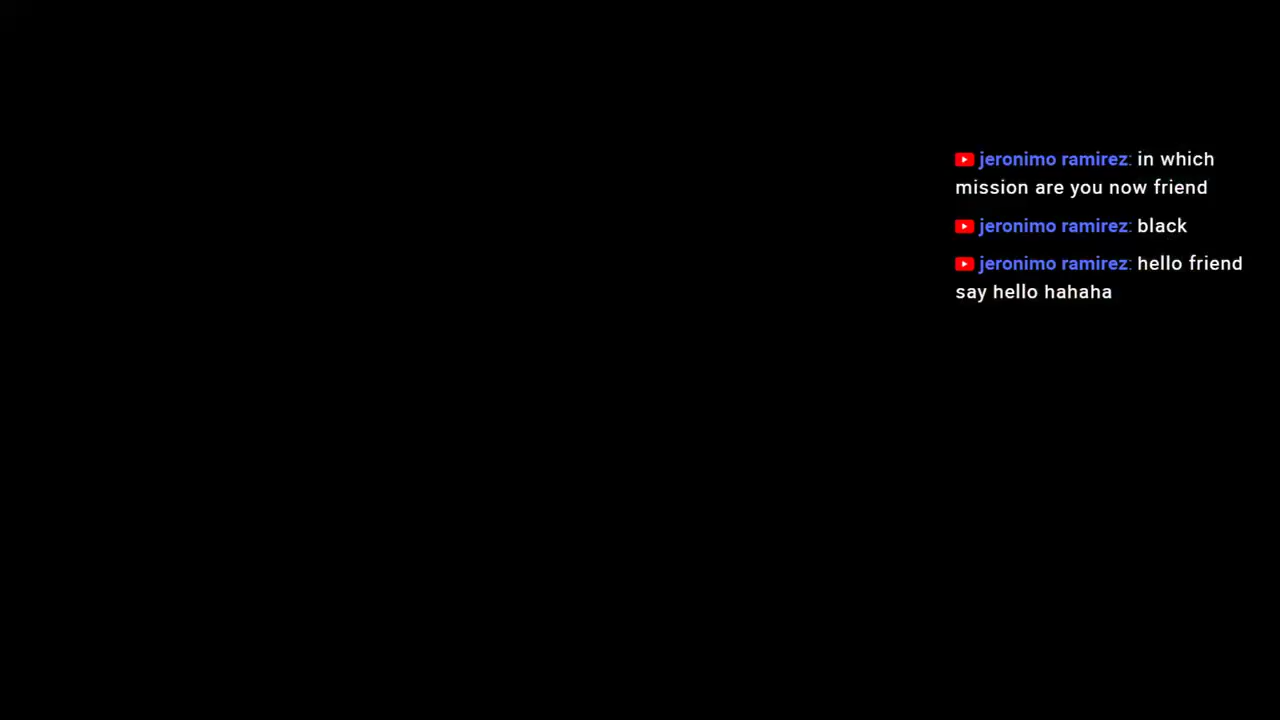 jeronimo ramirez: in which
mission are you now friend
jeronimo ramirez: black
jeronimo ramirez: hello friend
say hello hahaha